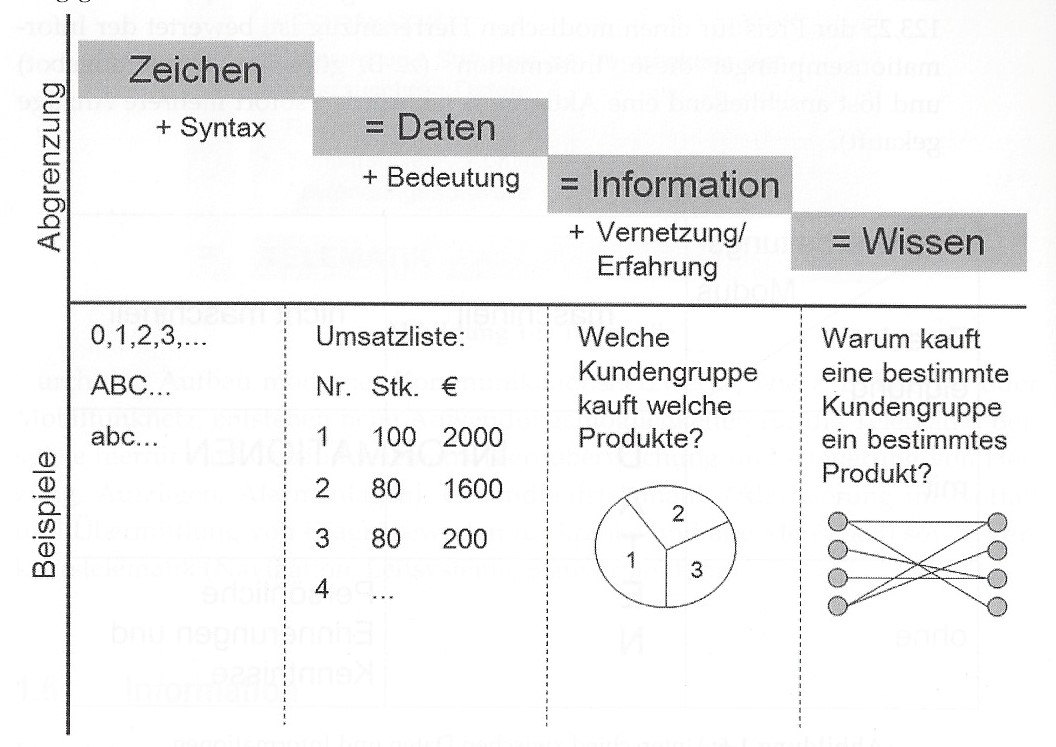 Abgrenzung
Zeichen
+ Syntax
= Daten
+ Bedeutung
= Information
+ Vernetzung/
Erfahrung
= Wissen
Beispiele
0,1,2,3,...
ABC...
abc...
Umsatzliste:
Nr. Stk. €
1 100 2000
2 80 1600
3 80 200
4 ...
Welche
Kundengruppe
kauft welche
Produkte?
1
2
3
Warum kauft
eine bestimmte
Kundengruppe
ein bestimmtes
Produkt?